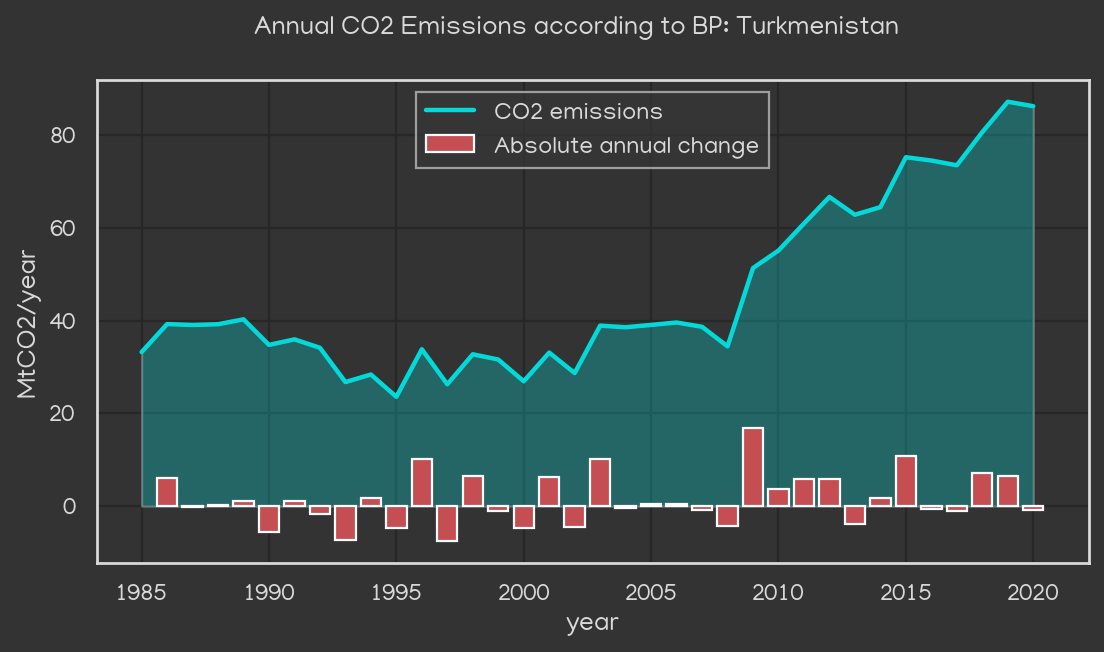 Annual CO2 Emissions according to BP: Turkmenistan
CO2 emissions
Absolute annual change
MtCO2/year
80
60
40
20
0
1985 1990 1995 2000 2005 2010 2015 2020
year